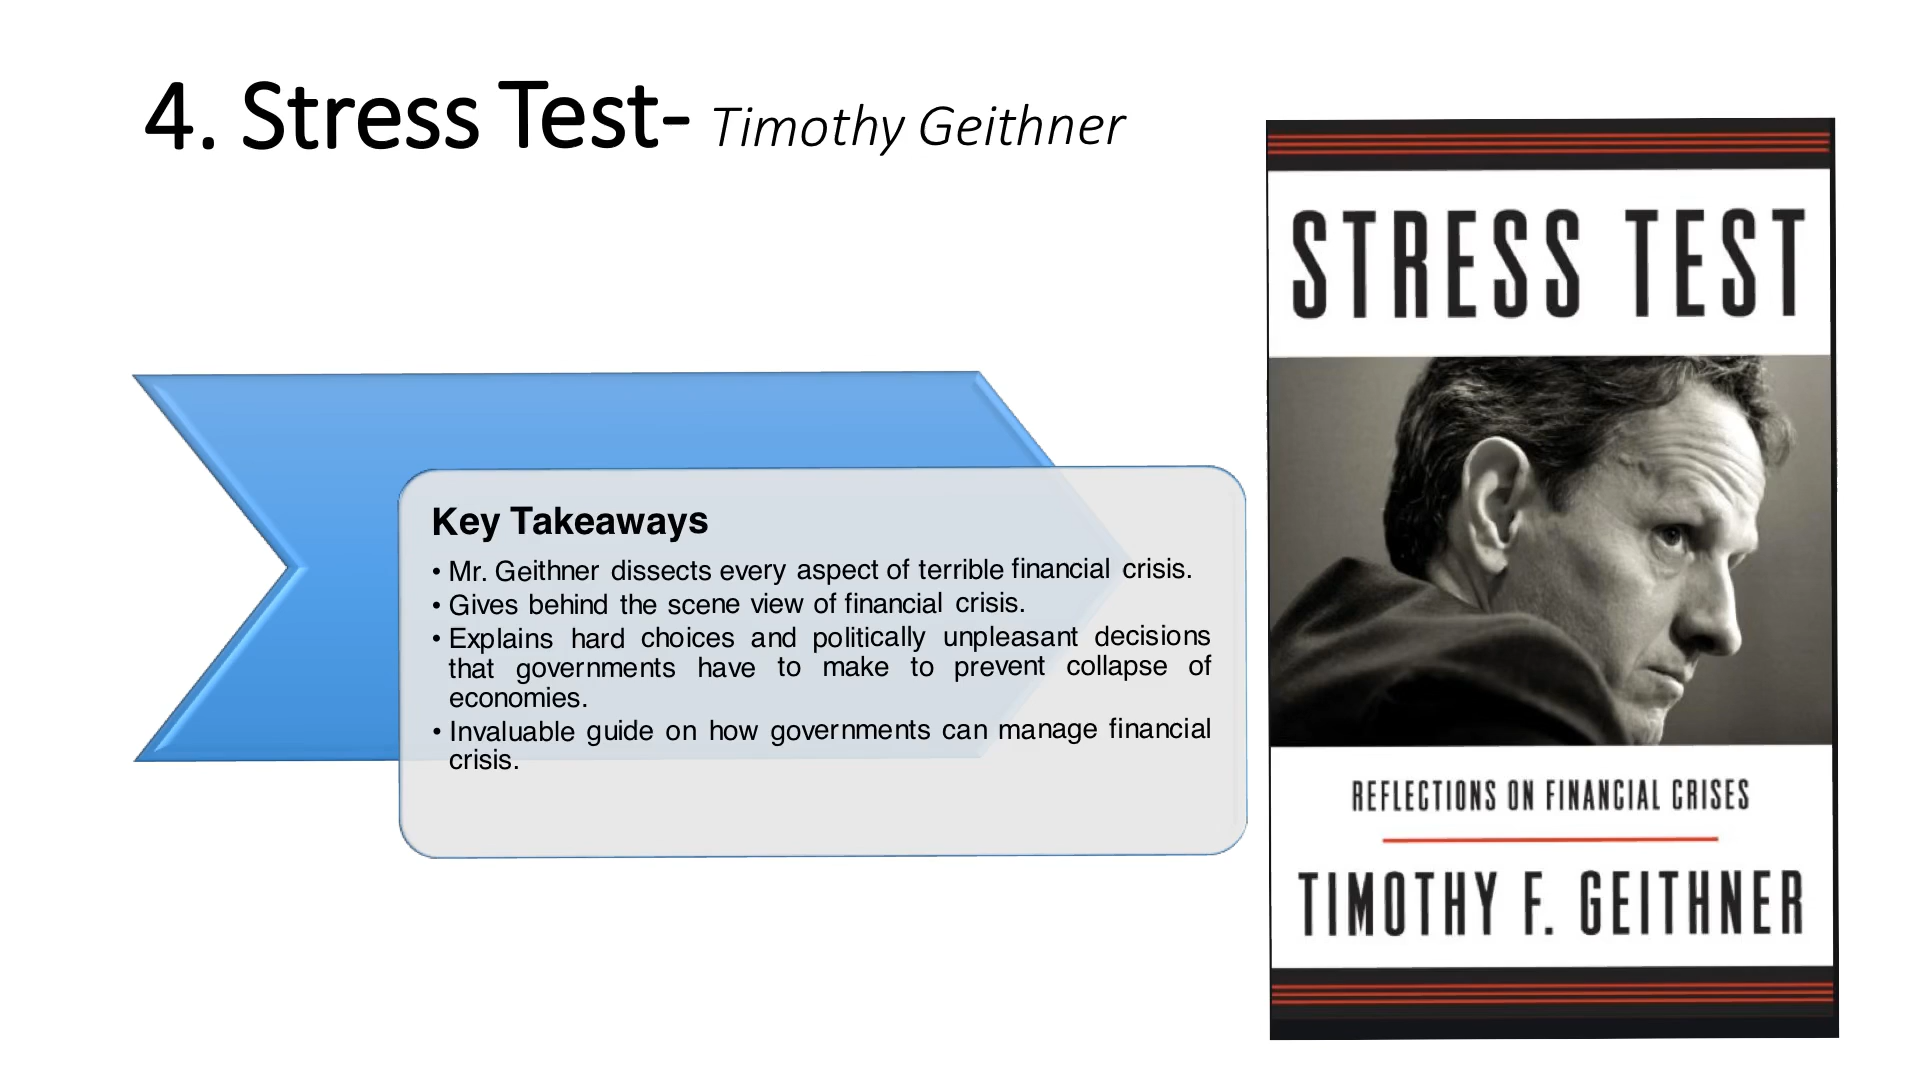 4. Stress Test- Timothy Geithner
Key Takeaways
• Mr. Geithner dissects every aspect of terrible financial crisis.
• Gives behind the scene view of financial crisis.
• Explains hard choices and politically unpleasant decisions
that governments have to make to prevent collapse of
economies.
• Invaluable guide on how governments can manage financial
crisis.
STRESS TEST
REFLECTIONS ON FINANCIAL CRISES
TIMOTHY F. GEITHNER